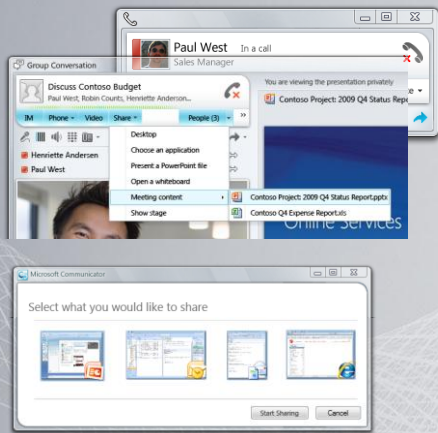 Paul West In a call
Sales Manager
Group Conversation
Discuss Contoso Budget
Paul West, Robin Counts, Henriette Anderson...
You are viewing the presentation privately
Contoso Project: 2009 Q4 Status Repo
IM Phone Video Share People (3) »
Henriette Andersen
Paul West
Desktop
Choose an application
Present a PowerPoint file
Open a whiteboard
Meeting content
Show stage
Contoso Project: 2009 Q4 Status Report.pptx
Contoso Q4 Expense Report.xls
Online Services
Microsoft Communicator
Select what you would like to share
Start Sharing Cancel